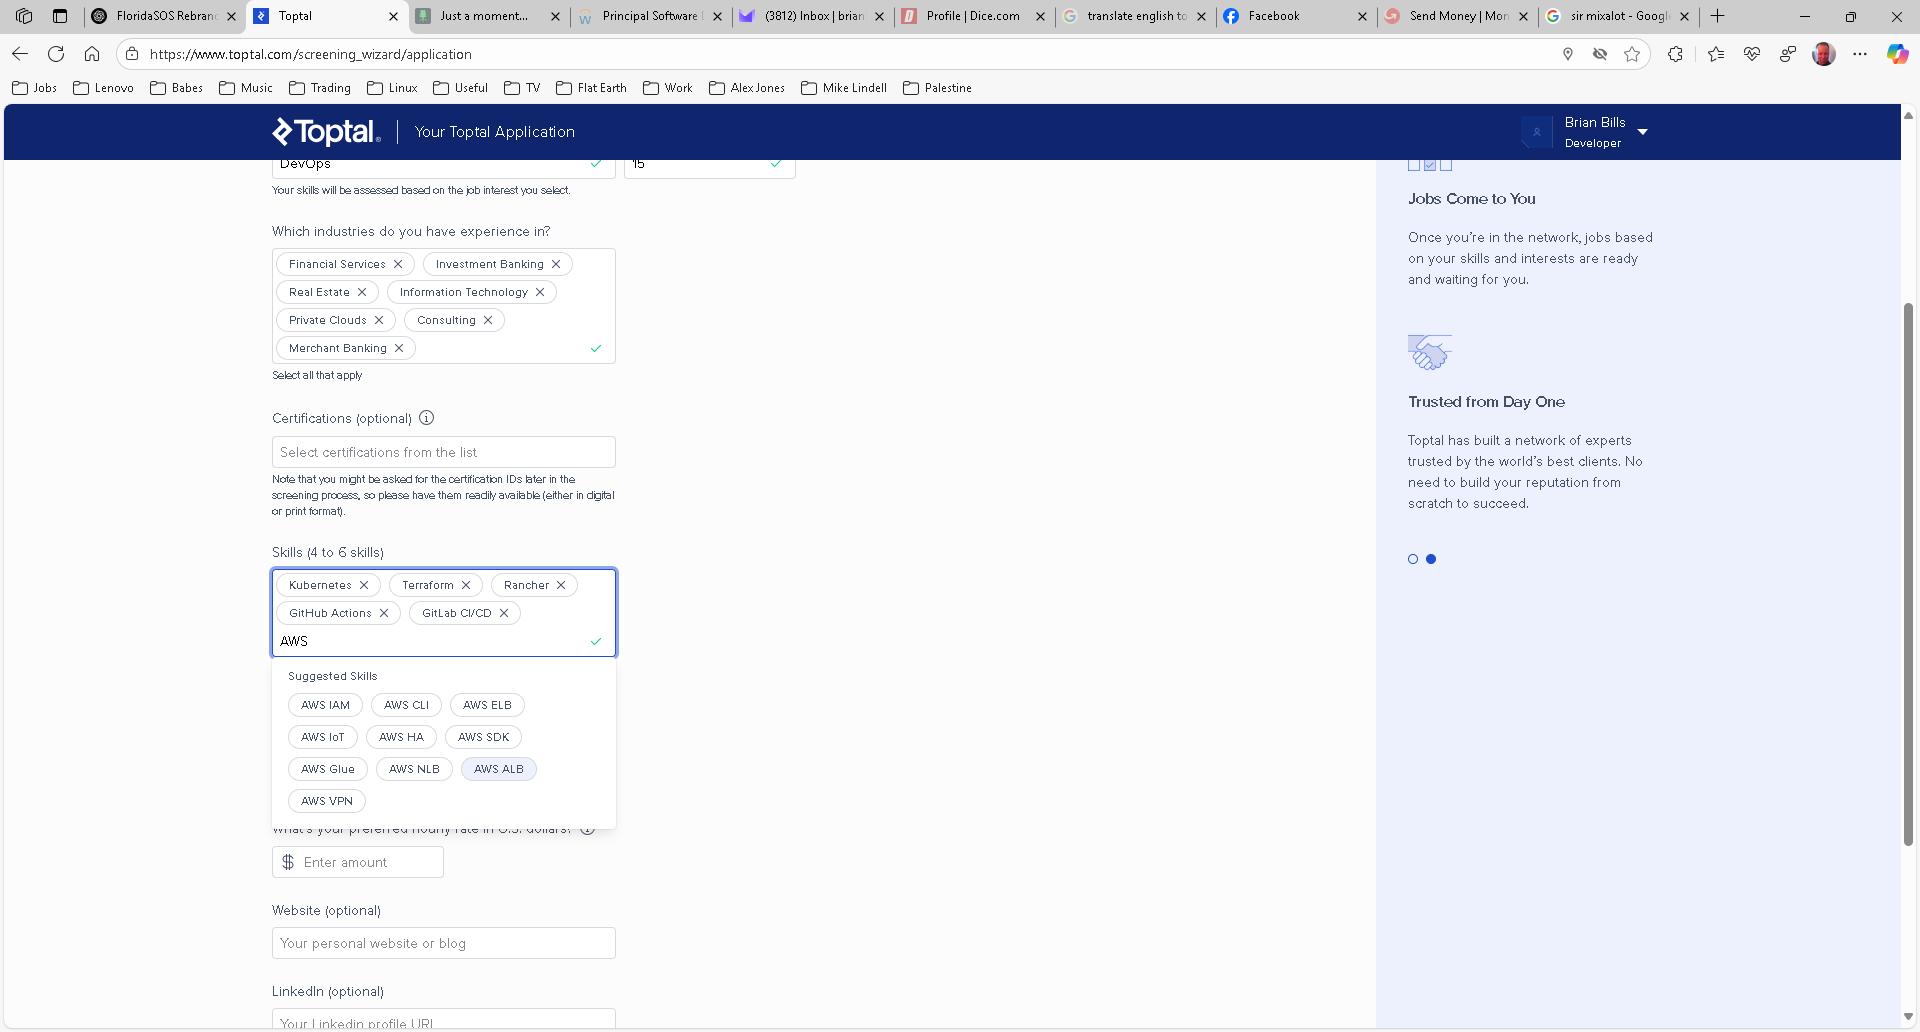 FloridaSOS Rebran
Toptal
Just a moment...
Principal Software
(3812) Inbox | brian
Profile | Dice.com
translate english to
Facebook
Send Money | Mon
sir mixalot - Google
https://www.toptal.com/screening_wizard/application
Jobs
Lenovo
Babes
Music
Trading
Linux
Useful
TV
Flat Earth
Work
Alex Jones
Mike Lindell
Palestine
Toptal
Your Toptal Application
Brian Bills
Developer
DevOps
15
Your skills will be assessed based on the job interest you select.
Which industries do you have experience in?
Financial Services
Investment Banking
Real Estate
Information Technology
Private Clouds
Consulting
Merchant Banking
Select all that apply
Certifications (optional)
Select certifications from the list
Note that you might be asked for the certification IDs later in the
screening process, so please have them readily available (either in digital
or print format).
Skills (4 to 6 skills)
Kubernetes
Terraform
Rancher
GitHub Actions
GitLab CI/CD
AWS
Suggested Skills
AWS IAM
AWS CLI
AWS ELB
AWS IoT
AWS HA
AWS SDK
AWS Glue
AWS NLB
AWS ALB
AWS VPN
What's your preferred hourly rate in U.S. dollars?
$ Enter amount
Website (optional)
Your personal website or blog
LinkedIn (optional)
Your Linkedin profile URL
Jobs Come to You
Once you're in the network, jobs based
on your skills and interests are ready
and waiting for you.
Trusted from Day One
Toptal has built a network of experts
trusted by the world's best clients. No
need to build your reputation from
scratch to succeed.